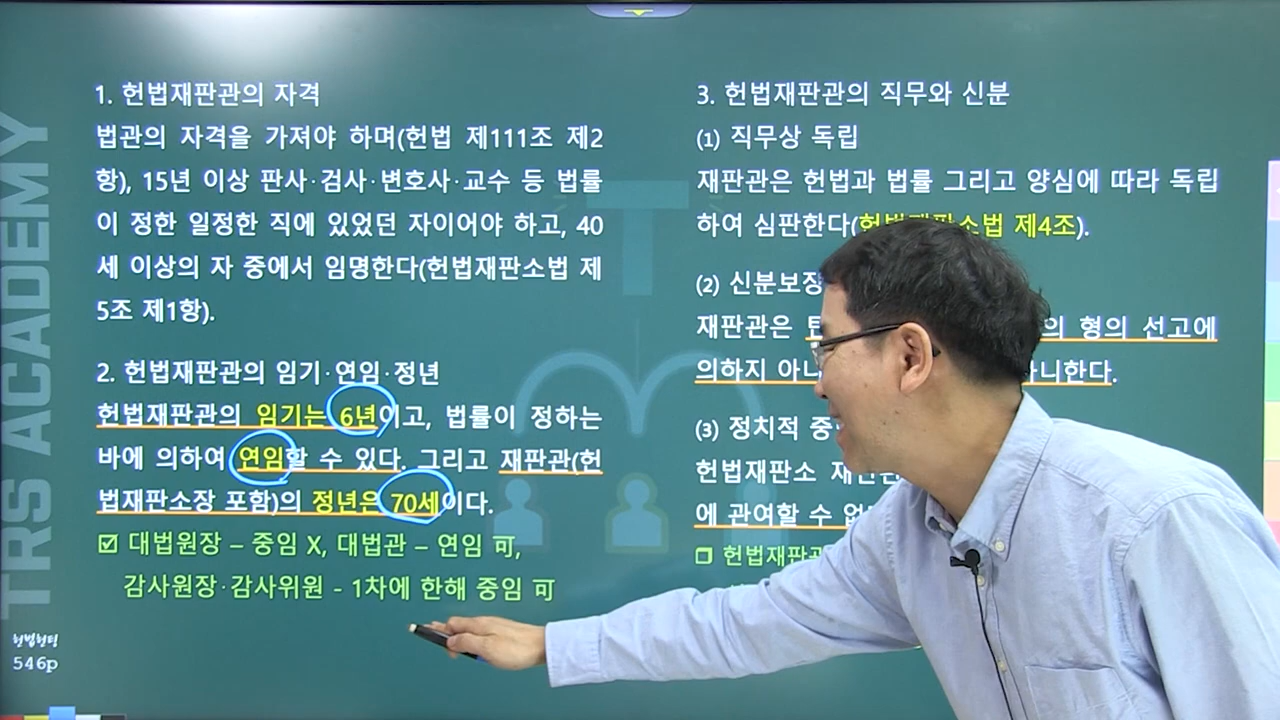 1. 헌법재판관의 자격
법관의 자격을 가져야 하며(헌법 제111조 제2
항), 15년 이상 판사·검사·변호사·교수 등 법률
이 정한 일정한 직에 있었던 자이어야 하고, 40
세 이상의 자 중에서 임명한다(헌법재판소법 제
5조 제1항).
2. 헌법재판관의 임기·연임·정년
헌법재판관의 임기는 6년이고, 법률이 정하는
바에 의하여 연임할 수 있다. 그리고 재판관(헌
법재판소장 포함)의 정년은 70세이다.
☑ 대법원장 – 중임 X, 대법관 – 연임 可,
감사원장·감사위원 - 1차에 한해 중임 可
3. 헌법재판관의 직무와 신분
(1) 직무상 독립
재판관은 헌법과 법률 그리고 양심에 따라 독립
하여 심판한다(헌법재판소법 제4조).
(2) 신분보장
재판관은 의 형의 선고에
의하지 아니 아니한다.
(3) 정치적 중
헌법재판소 재판관
에 관여할 수 없
❐ 헌법재판관
TRS ACADEMY
헌법헌팅
546p